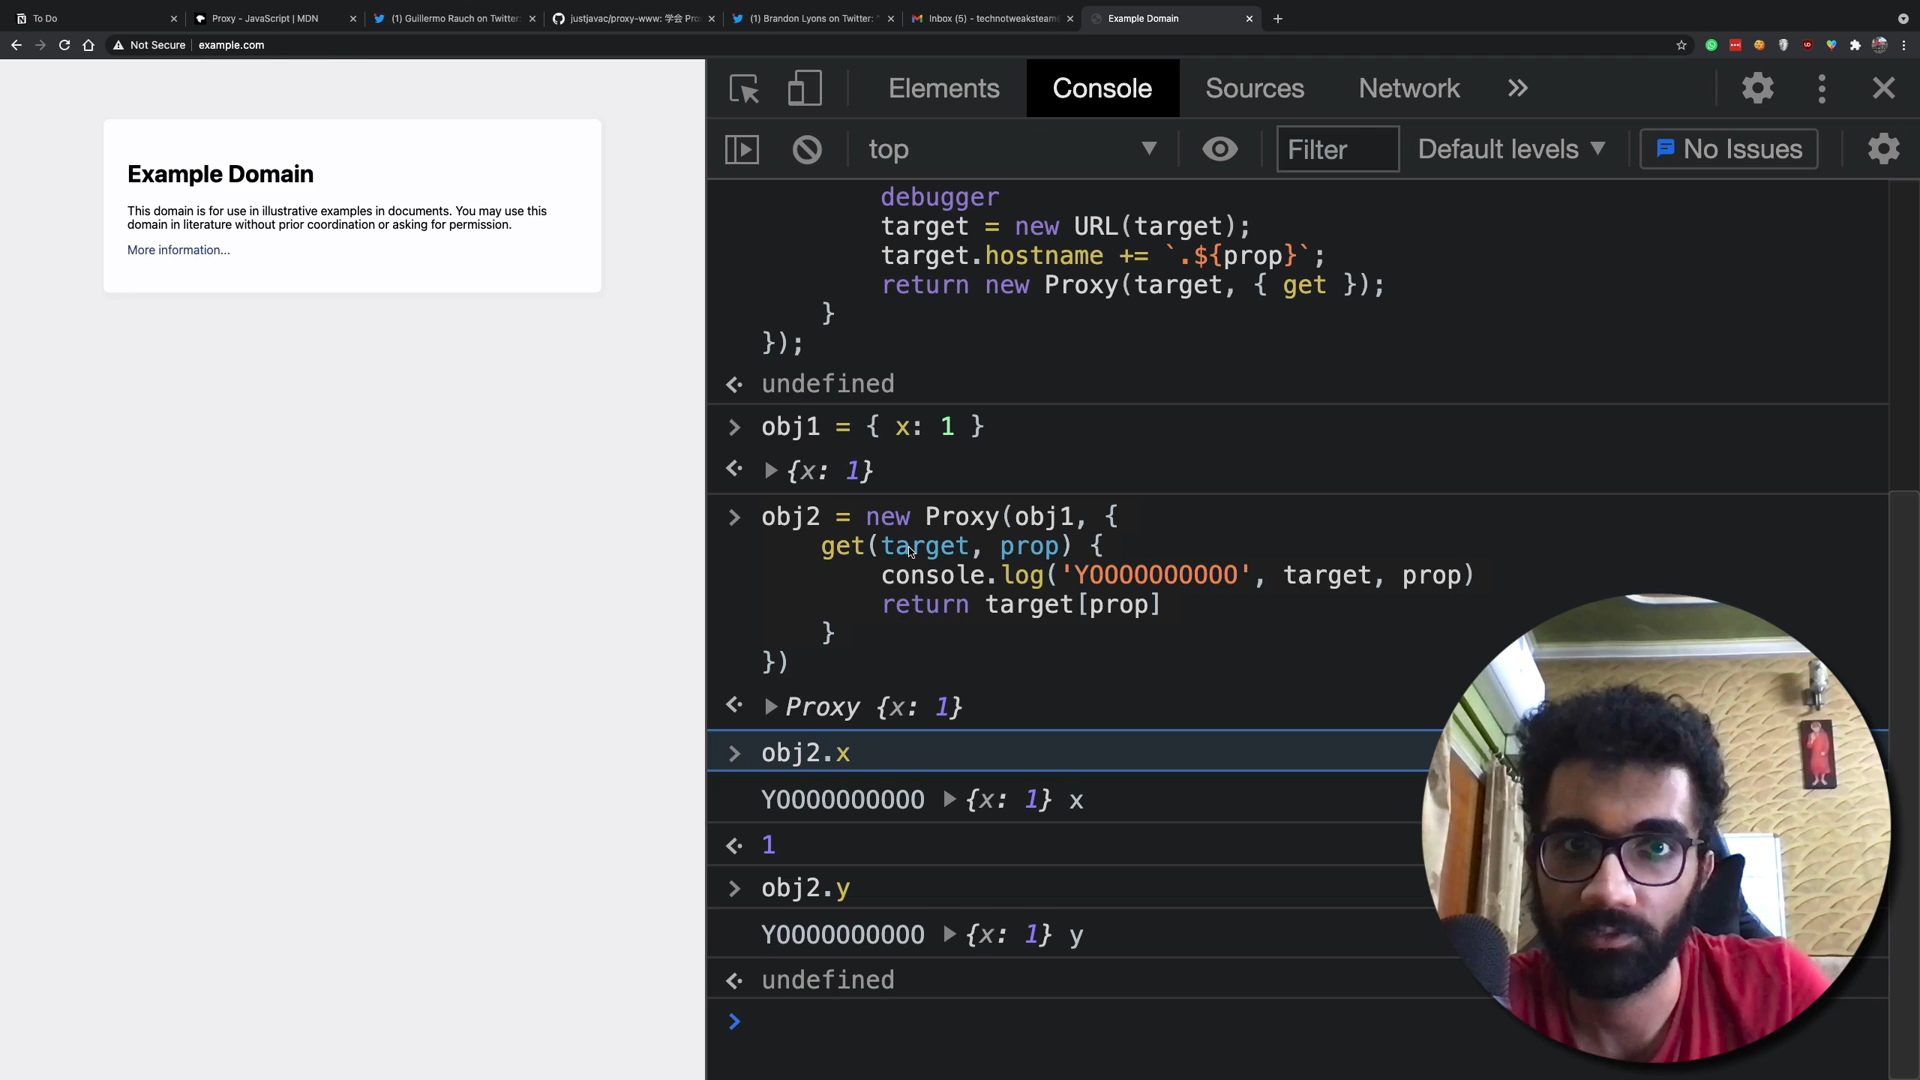 To Do
Proxy - JavaScript | MDN
(1) Guillermo Rauch on Twitter:
justjavac/proxy-www: 学会 Pro
(1) Brandon Lyons on Twitter: "
Inbox (5) - technotweaksteam@
Example Domain
Not Secure
example.com
Example Domain
This domain is for use in illustrative examples in documents. You may use this
domain in literature without prior coordination or asking for permission.
More information...
Elements
Console
Sources
Network
top
Filter
Default levels
No Issues
debugger
target = new URL(target);
target.hostname += `.${prop}`;
return new Proxy(target, { get });
}
});
undefined
obj1 = { x: 1 }
{x: 1}
obj2 = new Proxy(obj1, {
get(target, prop) {
console.log('YOOOOOOOOOO', target, prop)
return target[prop]
}
})
Proxy {x: 1}
obj2.x
YOOOOOOOOOO {x: 1} x
1
obj2.y
YOOOOOOOOOO {x: 1} y
undefined